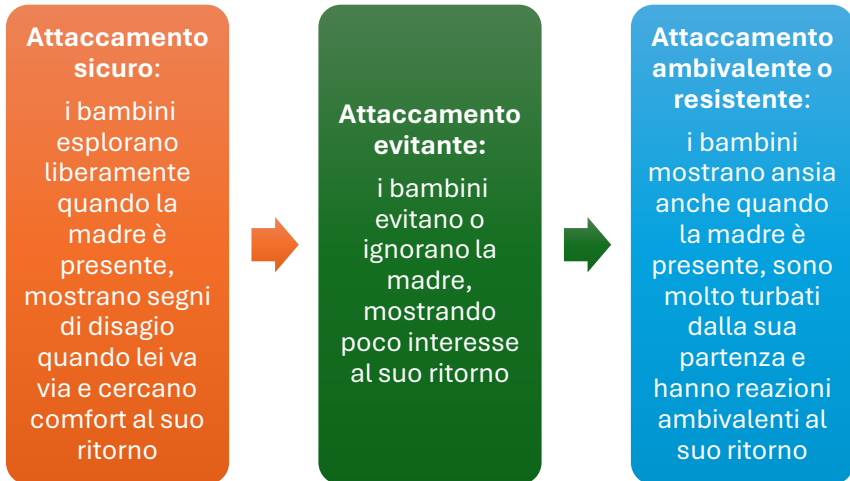 Attaccamento
sicuro:
i bambini
esplorano
liberamente
quando la
madre è
presente,
mostrano segni
di disagio
quando lei va
via e cercano
comfort al suo
ritorno
Attaccamento
evitante:
i bambini
evitano o
ignorano la
madre,
mostrando
poco interesse
al suo ritorno
Attaccamento
ambivalente o
resistente:
i bambini
mostrano ansia
anche quando
la madre è
presente, sono
molto turbati
dalla sua
partenza e
hanno reazioni
ambivalenti al
suo ritorno